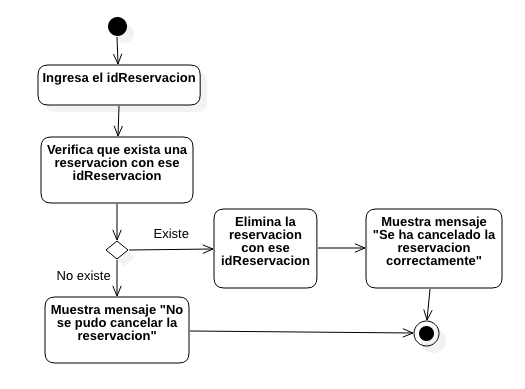 Ingresa el idReservacion
Verifica que exista una
reservacion con ese
idReservacion
Existe
No existe
Elimina la
reservacion
con ese
idReservacion
Muestra mensaje
"Se ha cancelado la
reservacion
correctamente"
Muestra mensaje "No
se pudo cancelar la
reservacion"